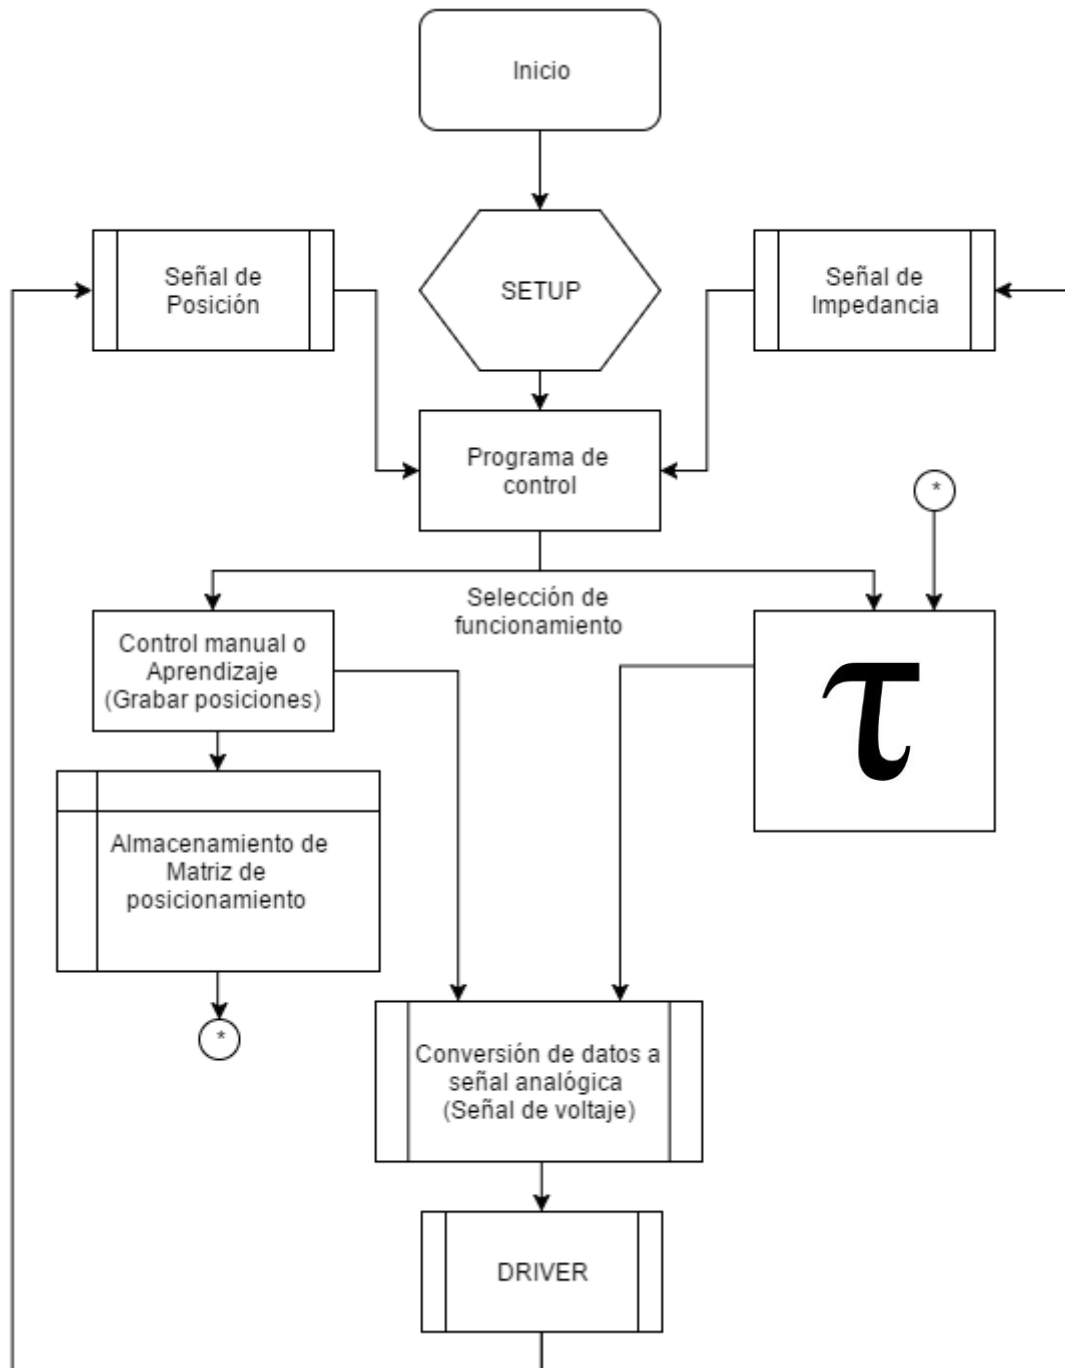 Inicio
Señal de
Posición
SETUP
Señal de
Impedancia
Programa de
control
*
Selección de
funcionamiento
Control manual o
Aprendizaje
(Grabar posiciones)
τ
Almacenamiento de
Matriz de
posicionamiento
*
Conversión de datos a
señal analógica
(Señal de voltaje)
DRIVER